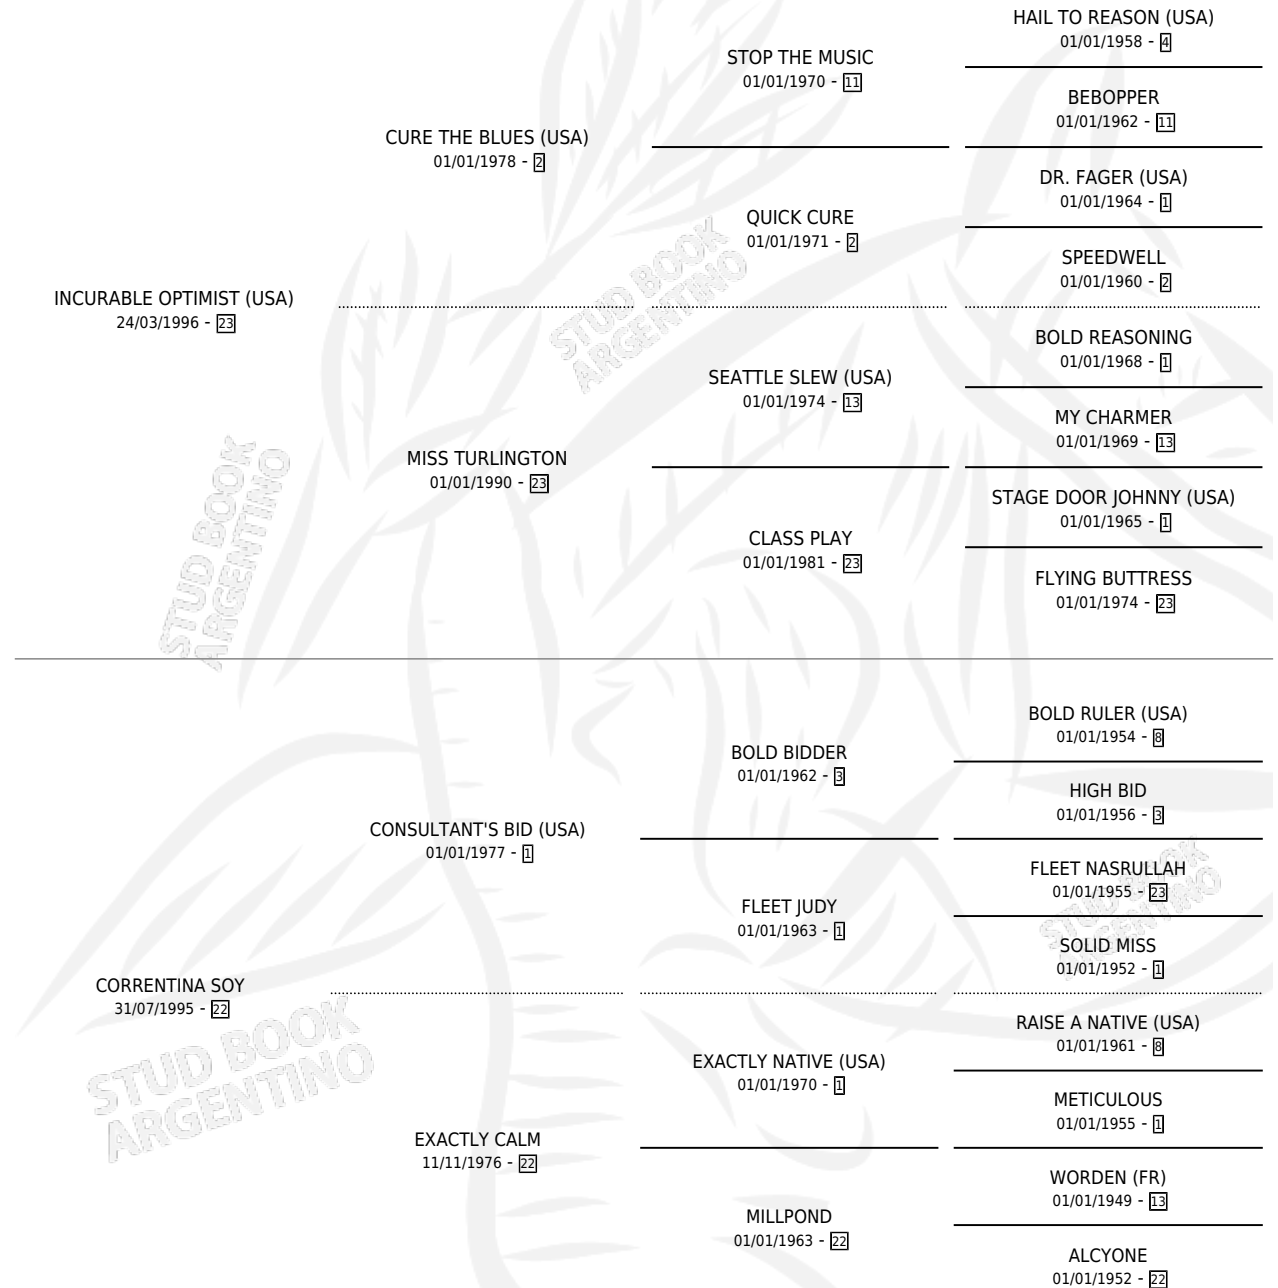 HAIL TO REASON (USA)
01/01/1958 - 4
STOP THE MUSIC
01/01/1970 - 11
BEBOPPER
01/01/1962 - 11
CURE THE BLUES (USA)
01/01/1978 - 2
DR. FAGER (USA)
01/01/1964 - 1
QUICK CURE
01/01/1971 - 2
SPEEDWELL
01/01/1960 - 2
INCURABLE OPTIMIST (USA)
24/03/1996 - 23
BOLD REASONING
01/01/1968 - 1
SEATTLE SLEW (USA)
01/01/1974 - 13
MY CHARMER
01/01/1969 - 13
MISS TURLINGTON
01/01/1990 - 23
STAGE DOOR JOHNNY (USA)
01/01/1965 - 1
CLASS PLAY
01/01/1981 - 23
FLYING BUTTRESS
01/01/1974 - 23
BOLD RULER (USA)
01/01/1954 - 8
BOLD BIDDER
01/01/1962 - 3
HIGH BID
01/01/1956 - 3
CONSULTANT'S BID (USA)
01/01/1977 - 1
FLEET NASRULLAH
01/01/1955 - 23
FLEET JUDY
01/01/1963 - 1
SOLID MISS
01/01/1952 - 1
CORRENTINA SOY
31/07/1995 - 22
RAISE A NATIVE (USA)
01/01/1961 - 8
EXACTLY NATIVE (USA)
01/01/1970 - 1
METICULOUS
01/01/1955 - 1
EXACTLY CALM
11/11/1976 - 22
WORDEN (FR)
01/01/1949 - 13
MILLPOND
01/01/1963 - 22
ALCYONE
01/01/1952 - 22
STUD BOOK
ARGENTINO
STUD BOOK
ARGENTINO
STUD BOOK
ARGENTINO
STUD BOOK
ARGENTINO